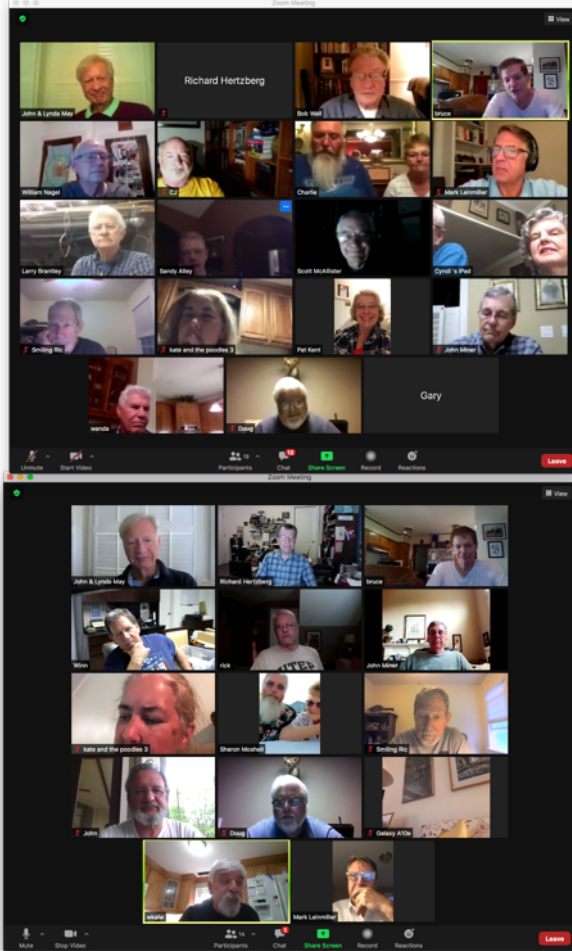 Zoom Meeting
View
John & Lynda May
Richard Hertzberg
Bob Wall
bruce
William Nagel
CJ
Charlie
Mark Leinmiller
Larry Brantley
Sandy Alley
Scott McAllister
Cyndi 's iPad
Smiling Ric
kate and the poodles 3
Pat Kent
John Miner
wanda
Doug
Gary
Unmute
Start Video
Participants
Chat
Share Screen
Record
Reactions
Leave
Zoom Meeting
View
John & Lynda May
Richard Hertzberg
bruce
Winn
rick
John Miner
kate and the poodles 3
Sharon Moshell
Smiling Ric
John
Doug
Galaxy A10e
Mark Leinmiller
Mute
Stop Video
Participants
14
Chat
Share Screen
Record
Reactions
Leave